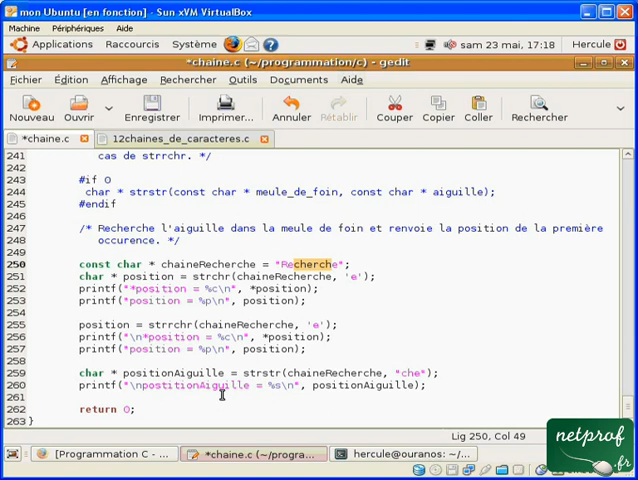 mon Ubuntu [en fonction] - Sun xVM VirtualBox
Machine Périphériques Aide
Applications Raccourcis Système sam 23 mai, 17:18 Hercule
*chaine.c (~/programmation/c) - gedit
Fichier Édition Affichage Rechercher Outils Documents Aide
Nouveau Ouvrir Enregistrer Imprimer... Annuler Rétablir Couper Copier Coller Rechercher
*chaine.c 12chaines_de_caracteres.c
241 cas de strrchr. */
242
243 #if 0
244 char * strstr(const char * meule_de_foin, const char * aiguille);
245 #endif
246
247 /* Recherche l'aiguille dans la meule de foin et renvoie la position de la première
248 occurence. */
249
250 const char * chaineRecherche = "Recherche";
251 char * position = strchr(chaineRecherche, 'e');
252 printf("*position = %c\n", *position);
253 printf("position = %p\n", position);
254
255 position = strrchr(chaineRecherche, 'e');
256 printf("\n*position = %c\n", *position);
257 printf("position = %p\n", position);
258
259 char * positionAiguille = strstr(chaineRecherche, "che");
260 printf("\npostitionAiguille = %s\n", positionAiguille);
261
262 return 0;
263 }
Lig 250, Col 49
[Programmation C - ... *chaine.c (~/progra... hercule@ouranos: ~/...
netprof
.fr